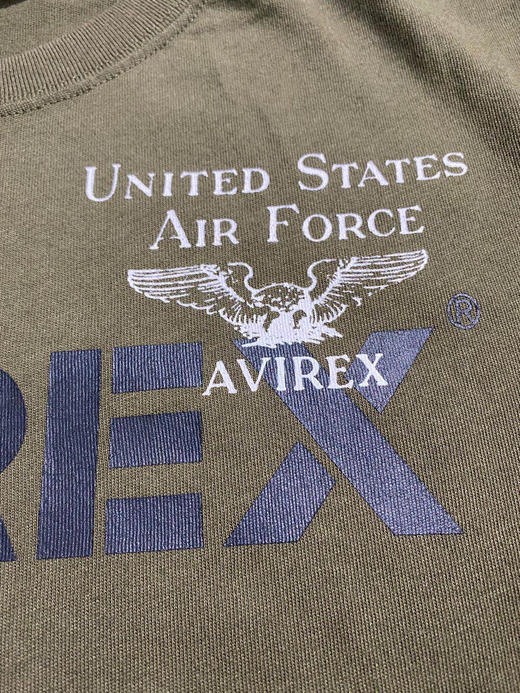 UNITED STATES
AIR FORCE
AVIREX
REX®